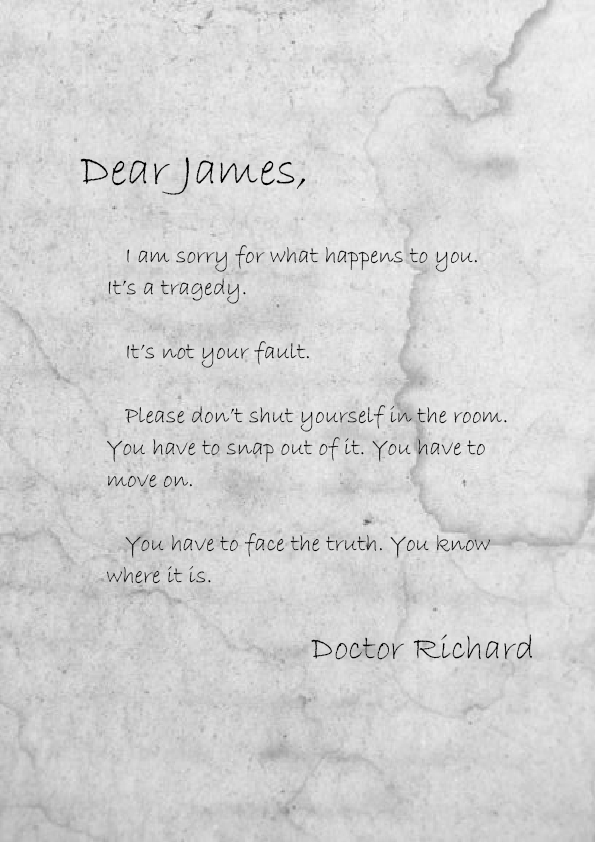 Dear James,
I am sorry for what happens to you.
It's a tragedy.
It's not your fault.
Please don't shut yourself in the room.
You have to snap out of it. You have to
move on.
You have to face the truth. You know
where it is.
Doctor Richard